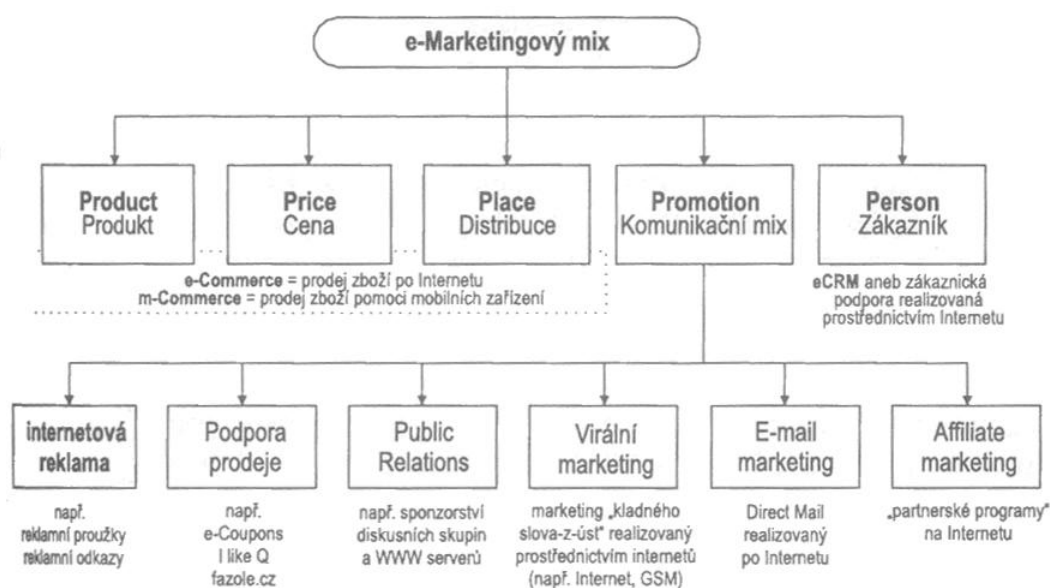 e-Marketingový mix
Product
Produkt
Price
Cena
Place
Distribuce
Promotion
Komunikační mix
Person
Zákazník
e-Commerce = prodej zboží po Internetu
m-Commerce = prodej zboží pomoci mobilních zařízení
eCRM aneb zákaznická
podpora realizovaná
prostřednictvím Internetu
internetová
reklama
Podpora
prodeje
Public
Relations
Virální
marketing
E-mail
marketing
Affiliate
marketing
např.
reklamní proužky
reklamní odkazy
např.
e-Coupons
I like Q
fazole.cz
např. sponzorství
diskusních skupin
a WWW serverů
marketing „kladného
slova-z-úst" realizovaný
prostřednictvím internetů
(např. Internet, GSM)
Direct Mail
realizovaný
po Internetu
„partnerské programy"
na Internetu